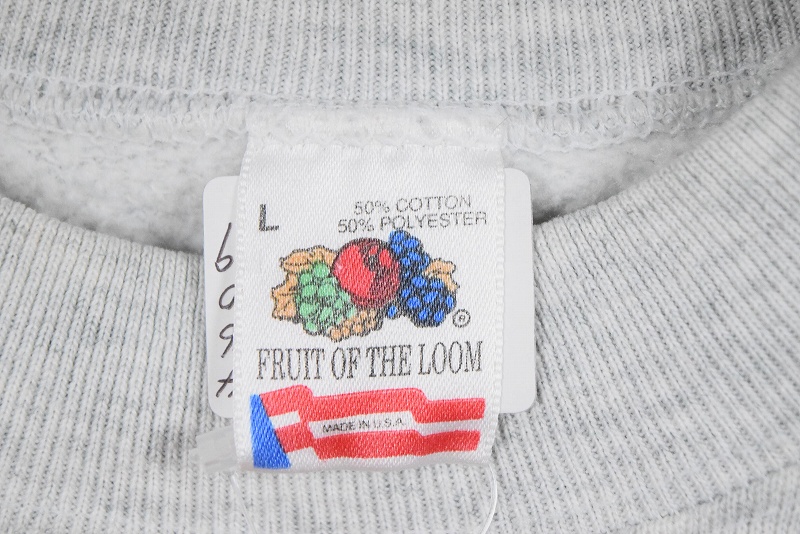 L
50% COTTON
50% POLYESTER
®
FRUIT OF THE LOOM
MADE IN U.S.A.